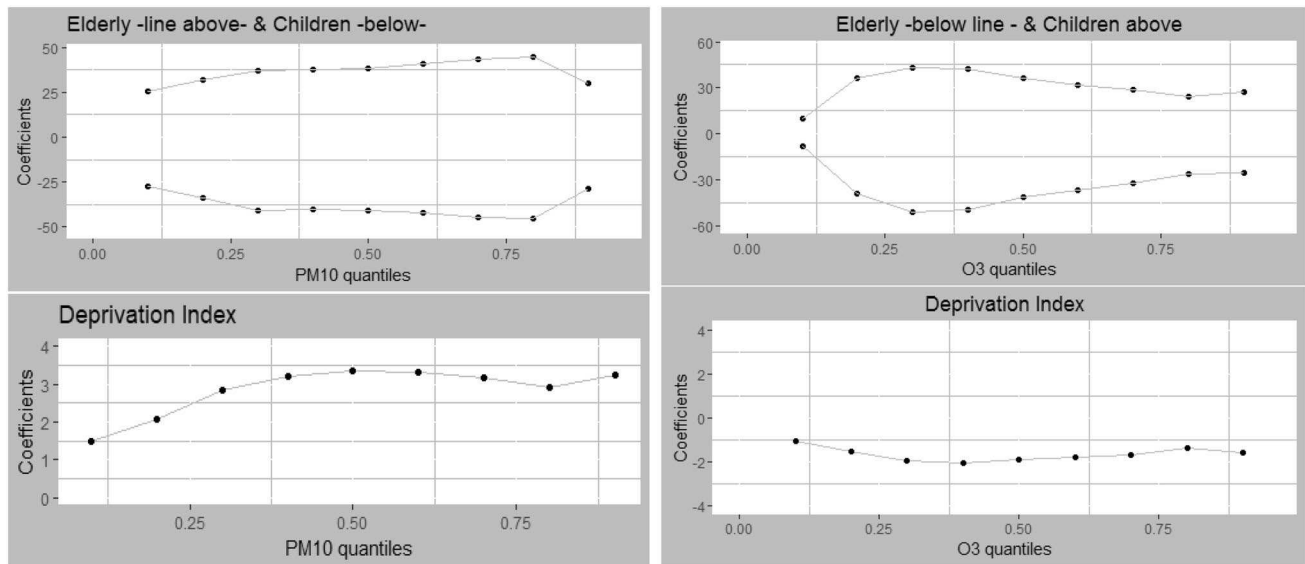 Elderly -line above- & Children -below-
Coefficients
50
25
0
-25
-50
0.00 0.25 0.50 0.75
PM10 quantiles
Elderly -below line - & Children above
Coefficients
60
30
0
-30
-60
0.00 0.25 0.50 0.75
O3 quantiles
Deprivation Index
Coefficients
4
3
2
1
0
0.25 0.50 0.75
PM10 quantiles
Deprivation Index
Coefficients
4
2
0
-2
-4
0.00 0.25 0.50 0.75
O3 quantiles